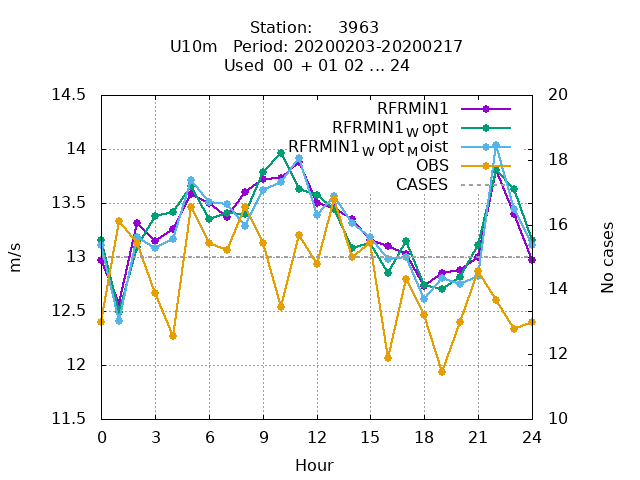 Station:     3963
U10m   Period: 20200203-20200217
Used  00 + 01 02 ... 24
14.5
14
13.5
13
12.5
12
11.5
20
18
16
14
12
10
RFRMIN1
RFRMIN1_W opt
RFRMIN1_W opt_M oist
OBS
CASES
m/s
No cases
0 3 6 9 12 15 18 21 24
Hour